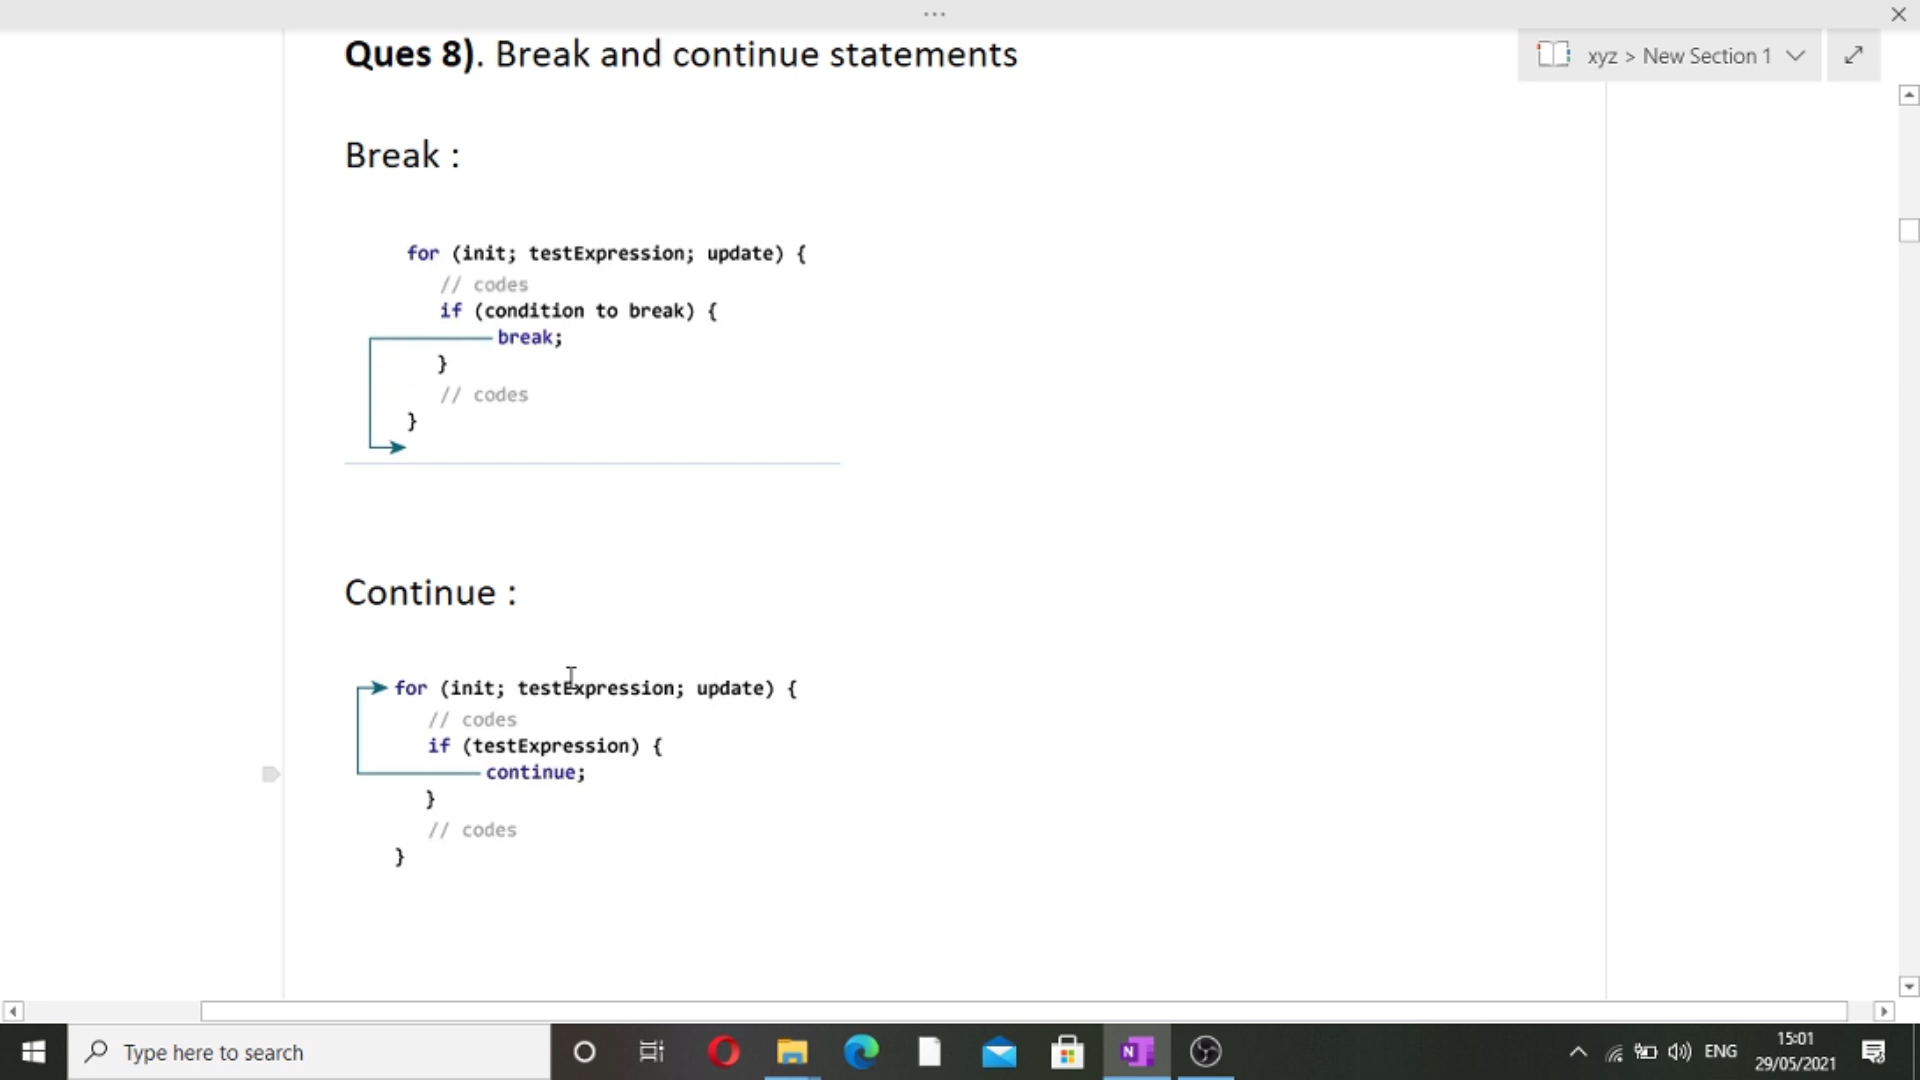 ...
Ques 8). Break and continue statements
xyz > New Section 1
Break :
for (init; testExpression; update) {
// codes
if (condition to break) {
break;
}
// codes
}
Continue :
for (init; testExpression; update) {
// codes
if (testExpression) {
continue;
}
// codes
}
Type here to search
N
ENG
15:01
29/05/2021